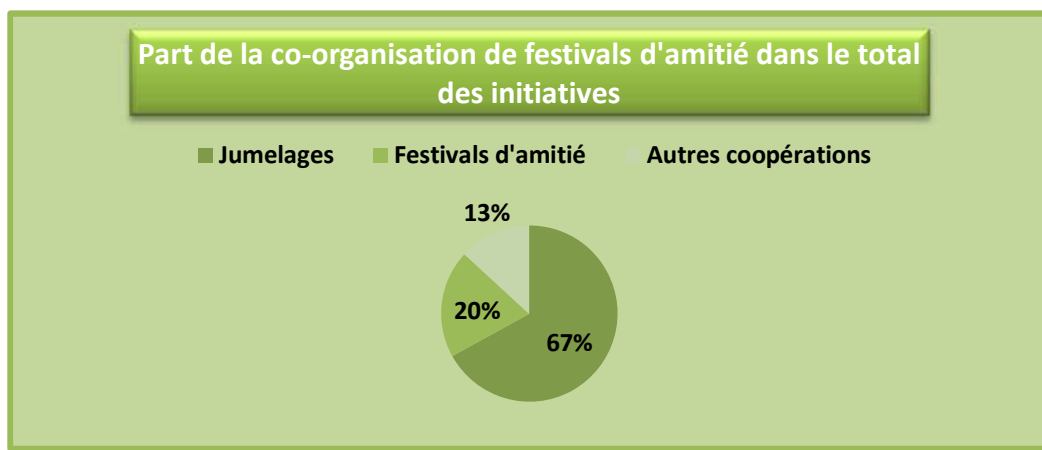 Part de la co-organisation de festivals d'amitié dans le total
des initiatives
Jumelages Festivals d'amitié Autres coopérations
13%
20%
67%